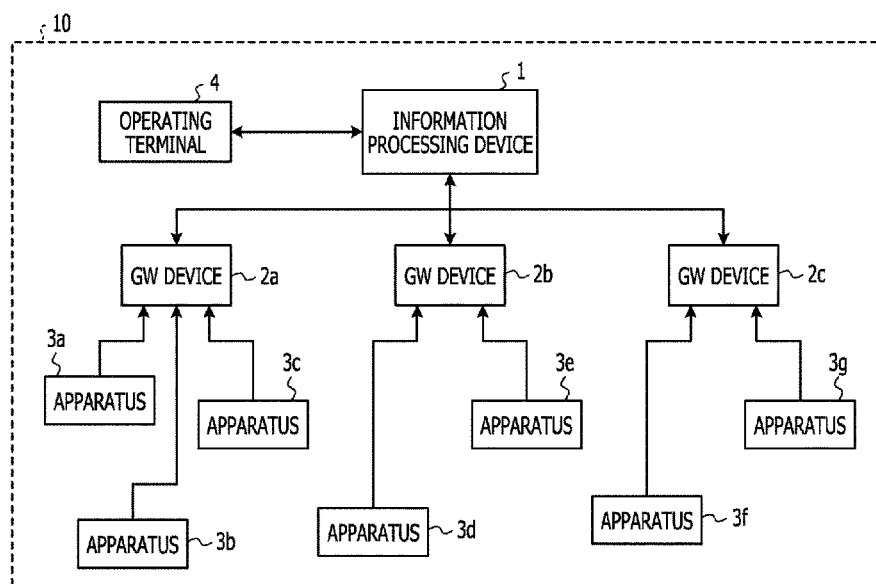 10
4
1
OPERATING
TERMINAL
INFORMATION
PROCESSING DEVICE
GW DEVICE
2a
GW DEVICE
2b
GW DEVICE
2c
3a
3c
3e
3g
APPARATUS
APPARATUS
APPARATUS
APPARATUS
APPARATUS
3b
APPARATUS
3d
APPARATUS
3f